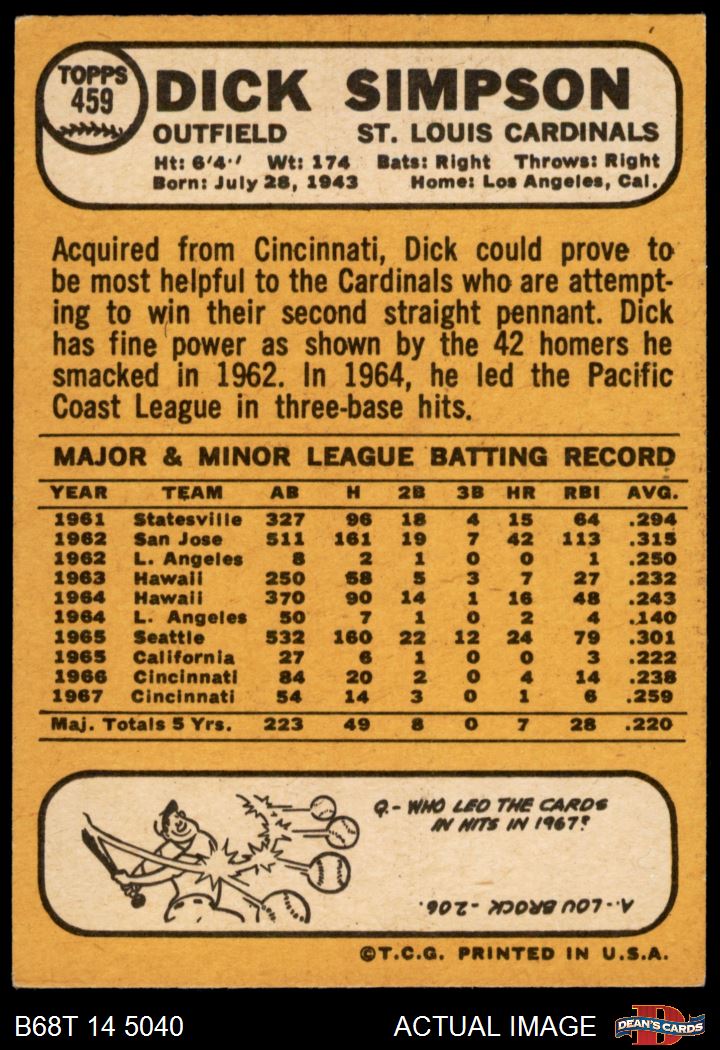 TOPPS
459
DICK SIMPSON
OUTFIELD ST. LOUIS CARDINALS
Ht: 6'4" Wt: 174 Bats: Right Throws: Right
Born: July 28, 1943 Home: Los Angeles, Cal.
Acquired from Cincinnati, Dick could prove to
be most helpful to the Cardinals who are attempt-
ing to win their second straight pennant. Dick
has fine power as shown by the 42 homers he
smacked in 1962. In 1964, he led the Pacific
Coast League in three-base hits.
MAJOR & MINOR LEAGUE BATTING RECORD
YEAR TEAM AB H 2B 3B HR RBI AVG.
1961 Statesville 327 96 18 4 15 64 .294
1962 San Jose 511 161 19 7 42 113 .315
1962 L. Angeles 8 2 1 0 0 1 .250
1963 Hawaii 250 58 5 3 7 27 .232
1964 Hawaii 370 90 14 1 16 48 .243
1964 L. Angeles 50 7 1 0 2 4 .140
1965 Seattle 532 160 22 12 24 79 .301
1965 California 27 6 1 0 0 3 .222
1966 Cincinnati 84 20 2 0 4 14 .238
1967 Cincinnati 54 14 3 0 1 6 .259
Maj. Totals 5 Yrs. 223 49 8 0 7 28 .220
Q.- WHO LED THE CARDS
IN HITS IN 1967?
A.- LOU BROCK - 206.
©T.C.G. PRINTED IN U.S.A.
B68T 14 5040 ACTUAL IMAGE
D
DEAN'S CARDS